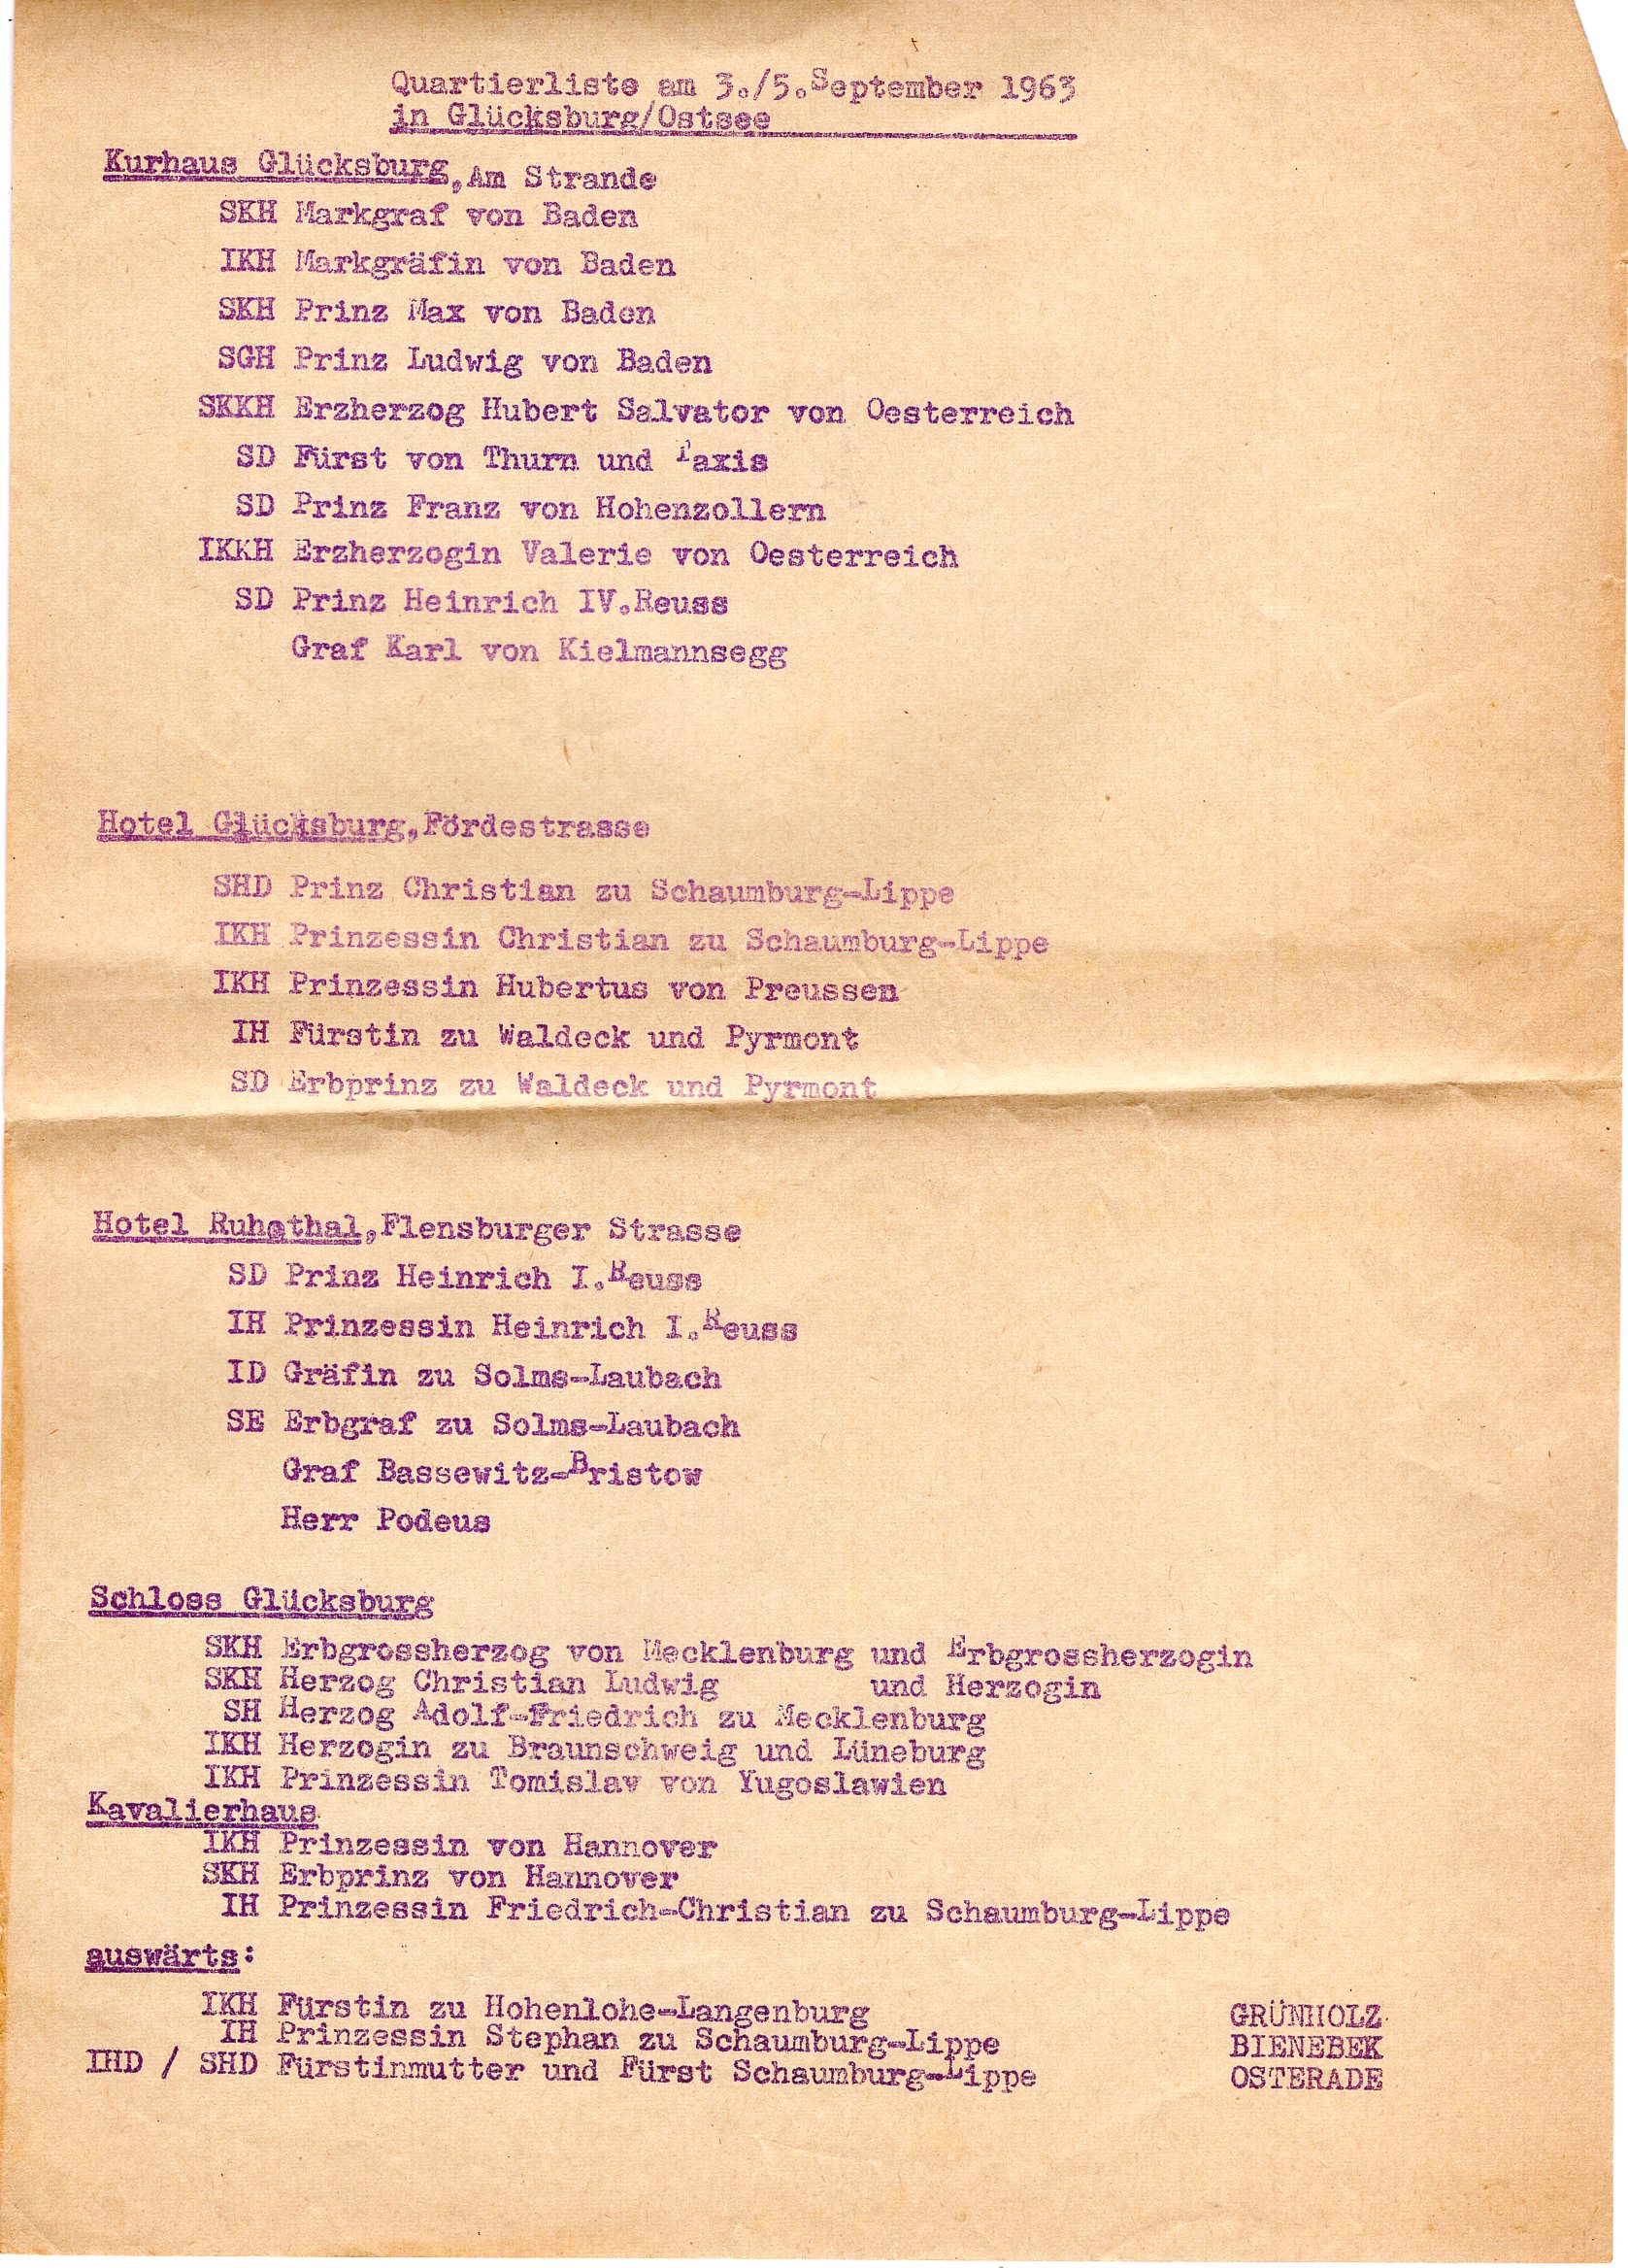 Quartierliste am 3./5.September 1963
in Glücksburg/Ostsee
Kurhaus Glücksburg,Am Strande
SKH Markgraf von Baden
IKH Markgräfin von Baden
SKH Prinz Max von Baden
SGH Prinz Ludwig von Baden
SKKH Erzherzog Hubert Salvator von Oesterreich
SD Fürst von Thurn und Taxis
SD Prinz Franz von Hohenzollern
IKKH Erzherzogin Valerie von Oesterreich
SD Prinz Heinrich IV.Reuss
Graf Karl von Kielmannsegg
Hotel Glücksburg,Fördestrasse
SHD Prinz Christian zu Schaumburg-Lippe
IKH Prinzessin Christian zu Schaumburg-Lippe
IKH Prinzessin Hubertus von Preussen
IH Fürstin zu Waldeck und Pyrmont
SD Erbprinz zu Waldeck und Pyrmont
Hotel Ruhethal,Flensburger Strasse
SD Prinz Heinrich I.Reuss
IH Prinzessin Heinrich I.Reuss
ID Gräfin zu Solms-Laubach
SE Erbgraf zu Solms-Laubach
Graf Bassewitz-Bristow
Herr Podeus
Schloss Glücksburg
SKH Erbgrossherzog von Mecklenburg und Erbgrossherzogin
SKH Herzog Christian Ludwig und Herzogin
SH Herzog Adolf-Friedrich zu Mecklenburg
IKH Herzogin zu Braunschweig und Lüneburg
IKH Prinzessin Tomislav von Yugoslawien
Kavalierhaus
IKH Prinzessin von Hannover
SKH Erbprinz von Hannover
IH Prinzessin Friedrich-Christian zu Schaumburg-Lippe
auswärts:
IKH Fürstin zu Hohenlohe-Langenburg GRÜNHOLZ
IH Prinzessin Stephan zu Schaumburg-Lippe BIENEBEK
IHD / SHD Fürstinmutter und Fürst Schaumburg-Lippe OSTERADE